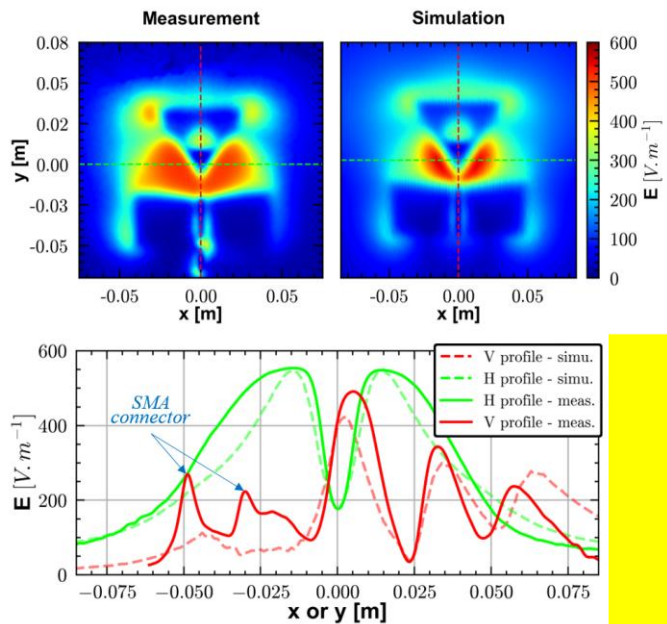 Measurement
Simulation
0.08
0.05
0.02
0.00
-0.03
-0.05
y [m]
-0.05
0.00
0.05
x [m]
-0.05
0.00
0.05
x [m]
600
500
400
300
200
100
0
E [V.m⁻¹]
600
400
200
0
E [V.m⁻¹]
SMA
connector
V profile - simu.
H profile - simu.
H profile - meas.
V profile - meas.
−0.075
−0.050
−0.025
0.000
0.025
0.050
0.075
x or y [m]